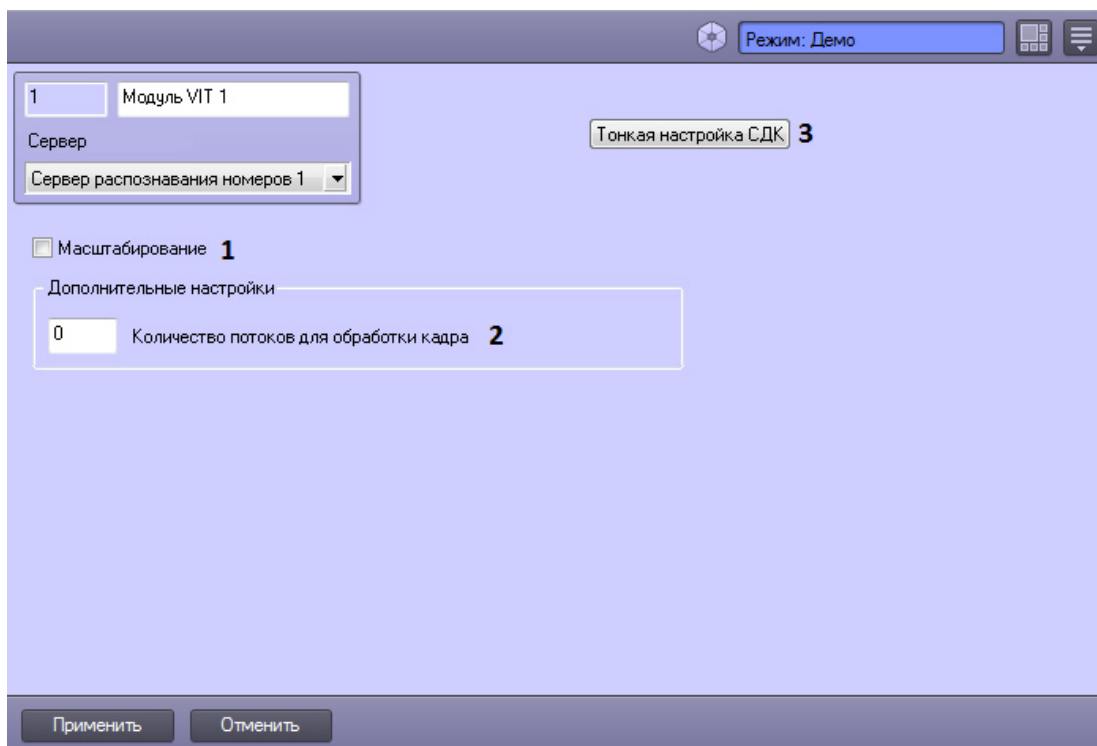 Режим: Демо
1 Модуль VIT 1
Сервер
Сервер распознавания номеров 1
Тонкая настройка СДК 3
Масштабирование 1
Дополнительные настройки
0 Количество потоков для обработки кадра 2
Применить Отменить